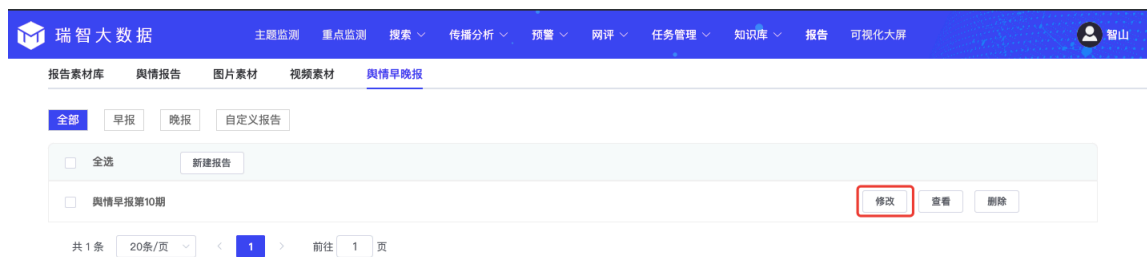 瑞智大数据 主题监测 重点监测 搜索 传播分析 预警 网评 任务管理 知识库 报告 可视化大屏 智山
报告素材库 舆情报告 图片素材 视频素材 舆情早晚报
全部 早报 晚报 自定义报告
全选 新建报告
舆情早报第10期 修改 查看 删除
共 1 条 20条/页 < 1 > 前往 1 页